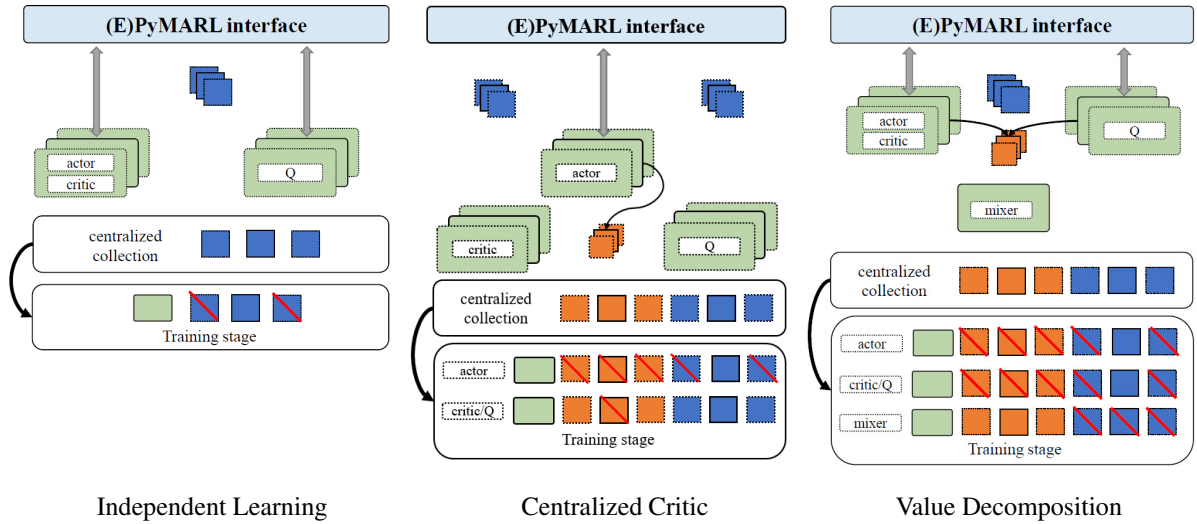 (E)PyMARL interface
actor
critic
Q
centralized
collection
Training stage
Independent Learning
(E)PyMARL interface
actor
critic
Q
centralized
collection
actor
critic/Q
Training stage
Centralized Critic
(E)PyMARL interface
actor
critic
Q
mixer
centralized
collection
actor
critic/Q
mixer
Training stage
Value Decomposition